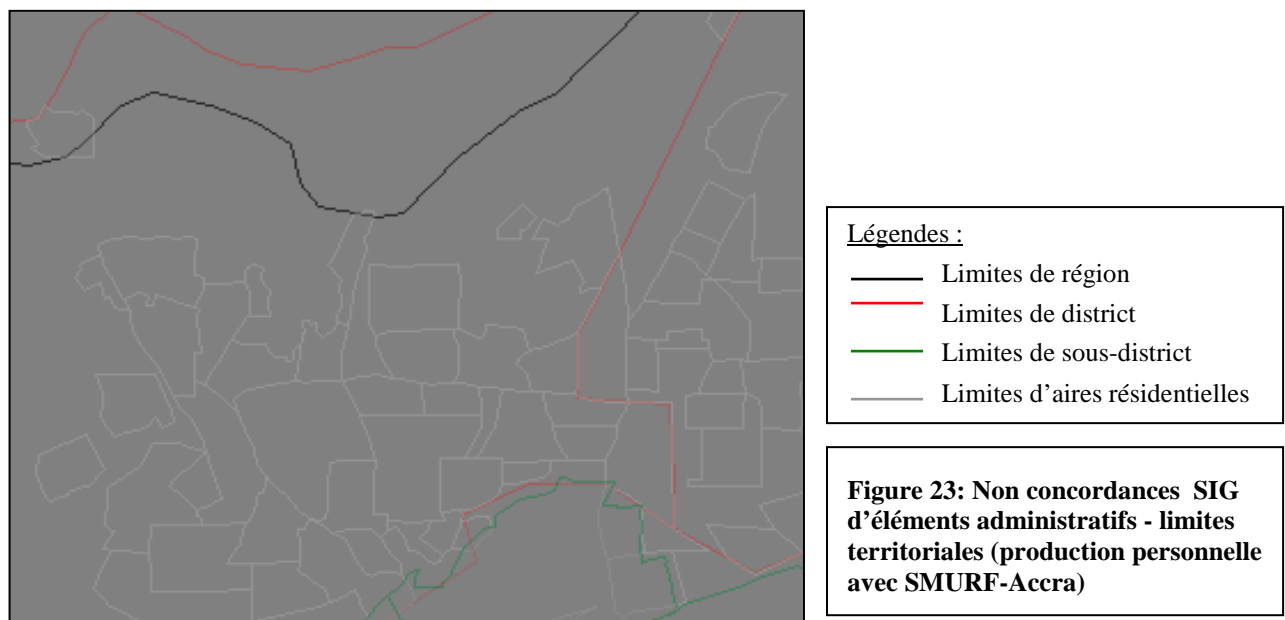 Légendes :
Limites de région
Limites de district
Limites de sous-district
Limites d'aires résidentielles
Figure 23: Non concordances SIG
d'éléments administratifs - limites
territoriales (production personnelle
avec SMURF-Accra)